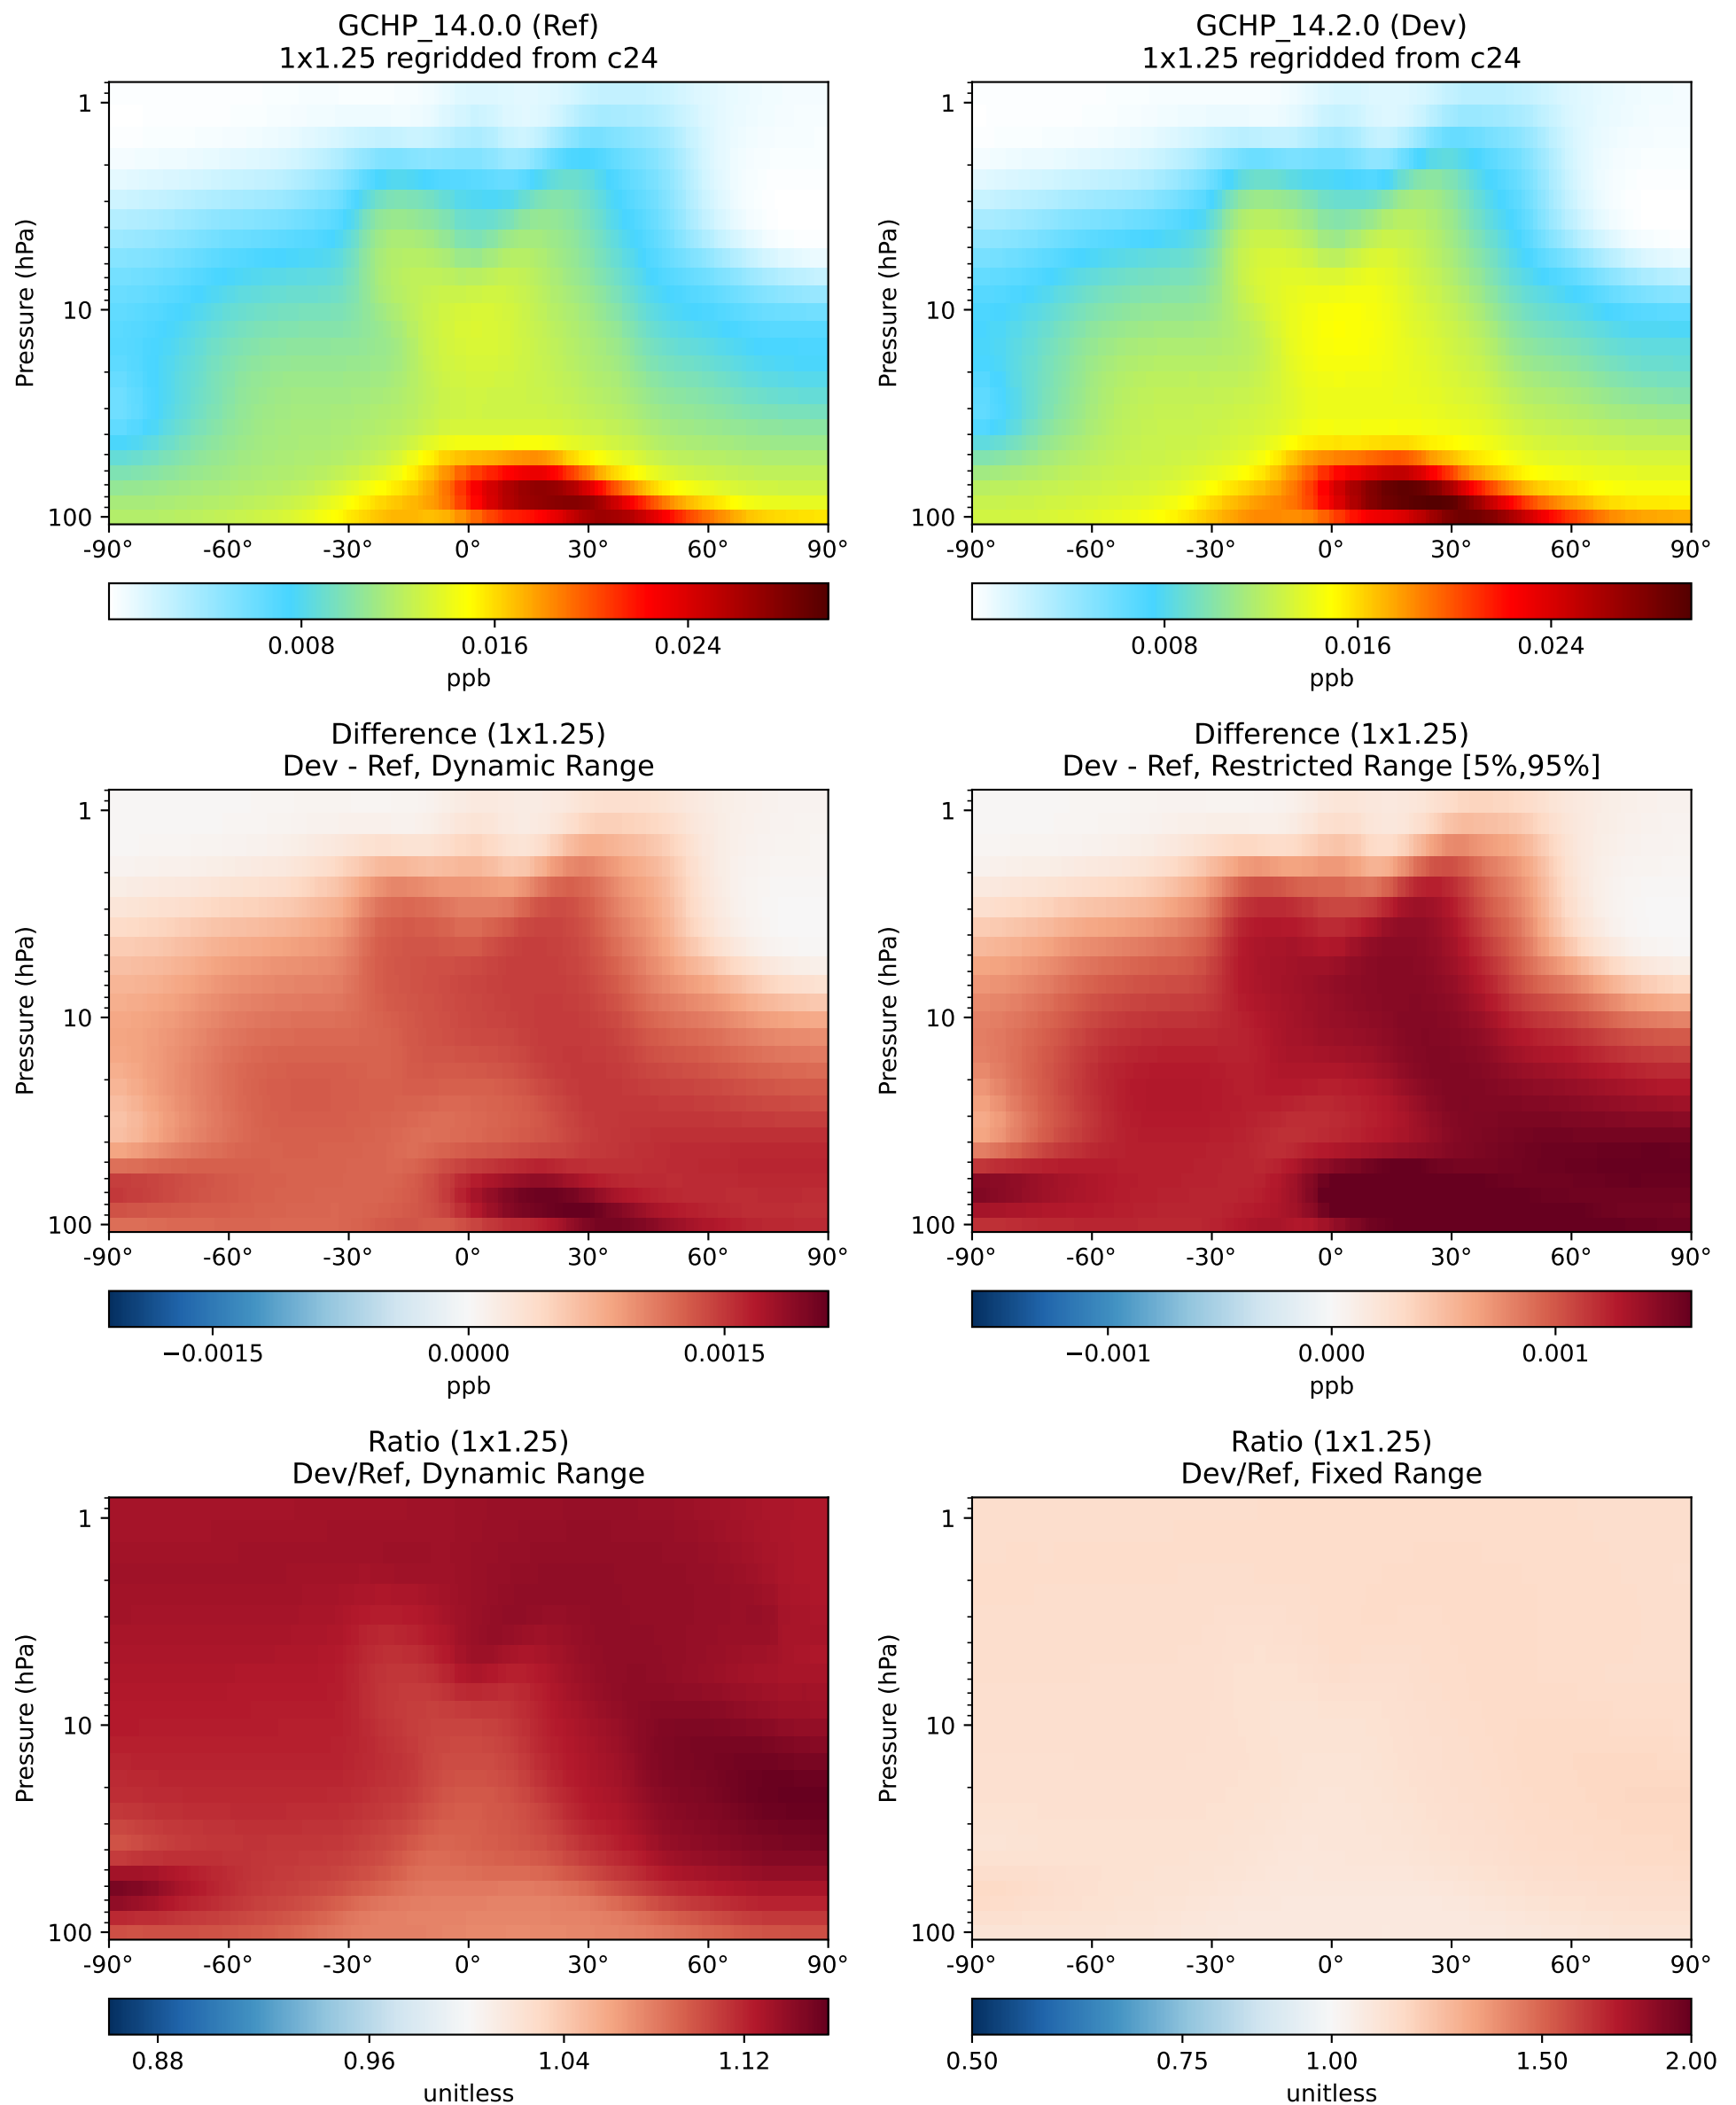 GCHP_14.0.0 (Ref)
1x1.25 regridded from c24
Pressure (hPa)
1
10
100
-90° -60° -30° 0° 30° 60° 90°
0.008 0.016 0.024
ppb
GCHP_14.2.0 (Dev)
1x1.25 regridded from c24
Pressure (hPa)
1
10
100
-90° -60° -30° 0° 30° 60° 90°
0.008 0.016 0.024
ppb
Difference (1x1.25)
Dev - Ref, Dynamic Range
Pressure (hPa)
1
10
100
-90° -60° -30° 0° 30° 60° 90°
−0.0015 0.0000 0.0015
ppb
Difference (1x1.25)
Dev - Ref, Restricted Range [5%,95%]
Pressure (hPa)
1
10
100
-90° -60° -30° 0° 30° 60° 90°
−0.001 0.000 0.001
ppb
Ratio (1x1.25)
Dev/Ref, Dynamic Range
Pressure (hPa)
1
10
100
-90° -60° -30° 0° 30° 60° 90°
0.88 0.96 1.04 1.12
unitless
Ratio (1x1.25)
Dev/Ref, Fixed Range
Pressure (hPa)
1
10
100
-90° -60° -30° 0° 30° 60° 90°
0.50 0.75 1.00 1.50 2.00
unitless